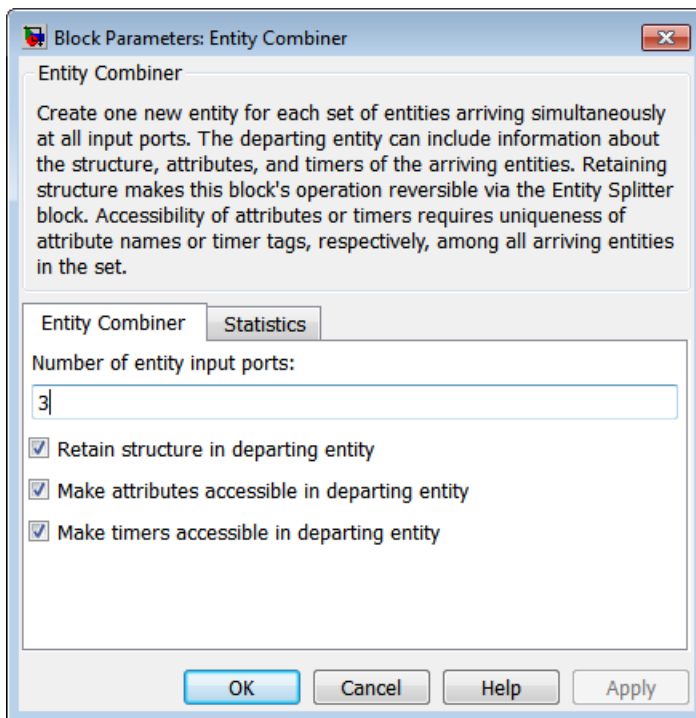 Block Parameters: Entity Combiner
Entity Combiner
Create one new entity for each set of entities arriving simultaneously
at all input ports. The departing entity can include information about
the structure, attributes, and timers of the arriving entities. Retaining
structure makes this block's operation reversible via the Entity Splitter
block. Accessibility of attributes or timers requires uniqueness of
attribute names or timer tags, respectively, among all arriving entities
in the set.
Entity Combiner
Statistics
Number of entity input ports:
3
Retain structure in departing entity
Make attributes accessible in departing entity
Make timers accessible in departing entity
OK
Cancel
Help
Apply